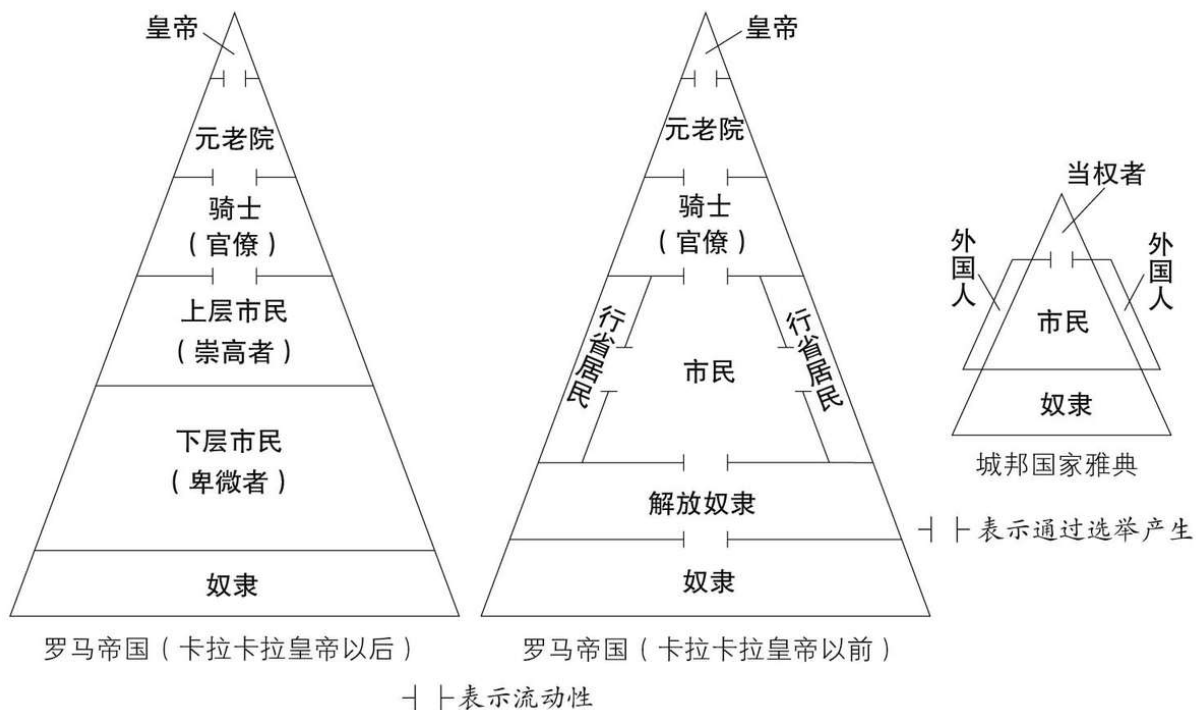 皇帝
元老院
骑士
（官僚）
上层市民
（崇高者）
下层市民
（卑微者）
奴隶
罗马帝国（卡拉卡拉皇帝以后）
皇帝
元老院
骑士
（官僚）
行省居民
市民
行省居民
解放奴隶
奴隶
罗马帝国（卡拉卡拉皇帝以前）
表示流动性
当权者
外国人
外国人
市民
奴隶
城邦国家雅典
表示通过选举产生